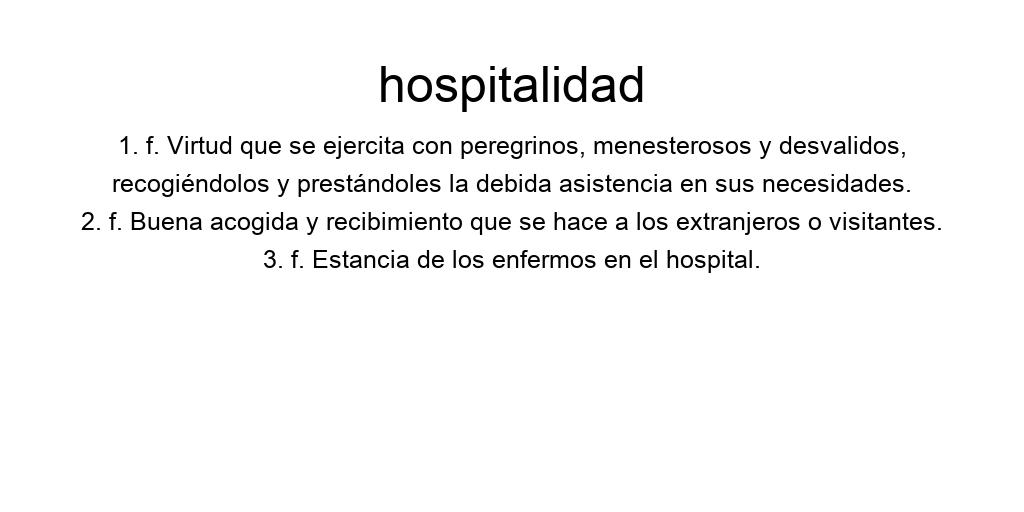 hospitalidad
1. f. Virtud que se ejercita con peregrinos, menesterosos y desvalidos,
recogiéndolos y prestándoles la debida asistencia en sus necesidades.
2. f. Buena acogida y recibimiento que se hace a los extranjeros o visitantes.
3. f. Estancia de los enfermos en el hospital.